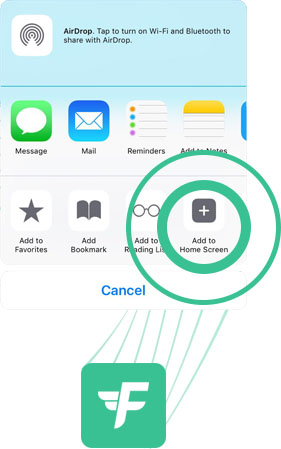 AirDrop. Tap to turn on Wi-Fi and Bluetooth to
share with AirDrop.
Message
Mail
Reminders
Add to Notes
Add to
Favorites
Add
Bookmark
Add to
Reading List
Add to
Home Screen
Cancel
F